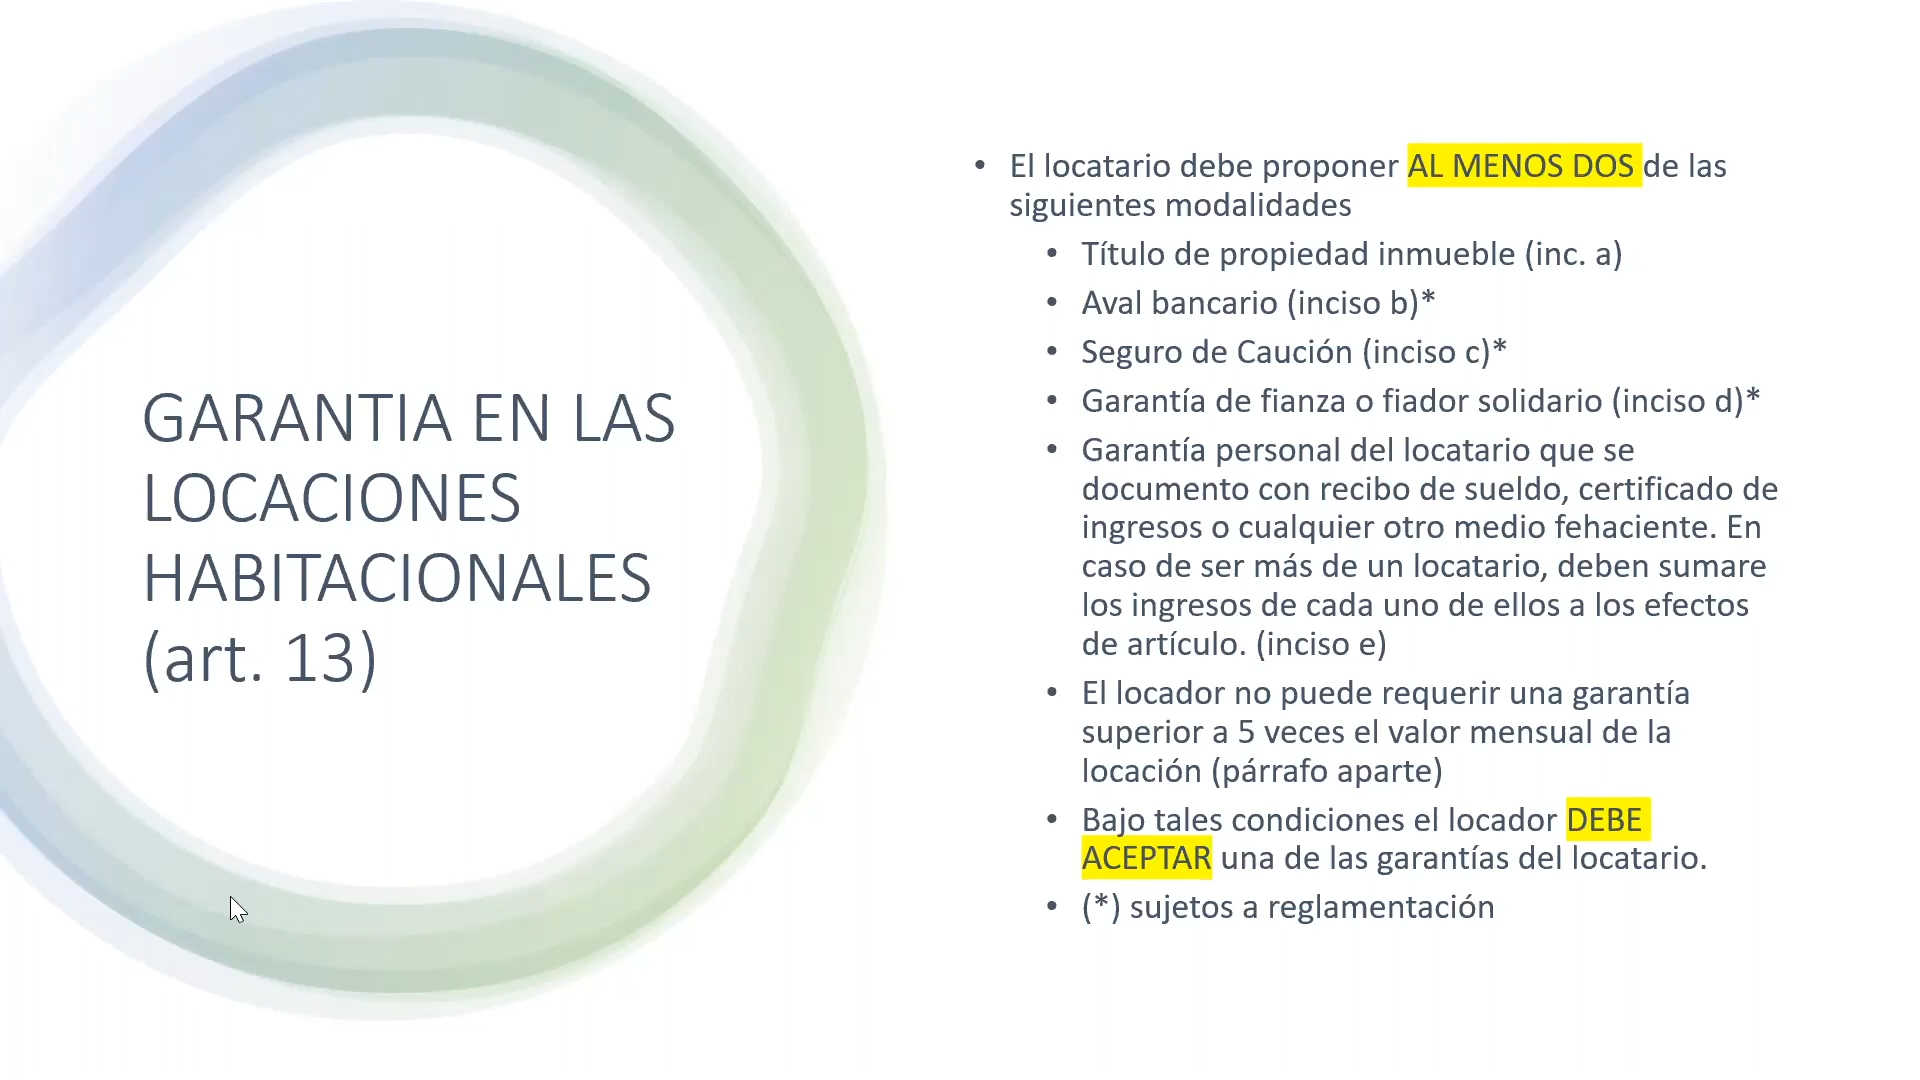 GARANTIA EN LAS
LOCACIONES
HABITACIONALES
(art. 13)
• El locatario debe proponer AL MENOS DOS de las
siguientes modalidades
• Título de propiedad inmueble (inc. a)
• Aval bancario (inciso b)*
• Seguro de Caución (inciso c)*
• Garantía de fianza o fiador solidario (inciso d)*
• Garantía personal del locatario que se
documento con recibo de sueldo, certificado de
ingresos o cualquier otro medio fehaciente. En
caso de ser más de un locatario, deben sumare
los ingresos de cada uno de ellos a los efectos
de artículo. (inciso e)
• El locador no puede requerir una garantía
superior a 5 veces el valor mensual de la
locación (párrafo aparte)
• Bajo tales condiciones el locador DEBE
ACEPTAR una de las garantías del locatario.
• (*) sujetos a reglamentación